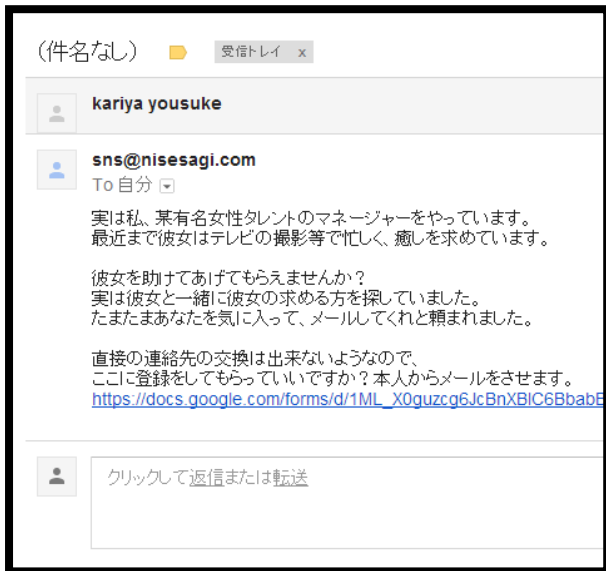 (件名なし)
受信トレイ x
kariya yousuke
sns@nisesagi.com
To 自分
実は私、某有名女性タレントのマネージャーをやっています。
最近まで彼女はテレビの撮影等で忙しく、癒しを求めています。
彼女を助けてあげてもらえませんか?
実は彼女と一緒に彼女の求める方を探していました。
たまたまあなたを気に入って、メールしてくれと頼まれました。
直接の連絡先の交換は出来ないようなので、
ここに登録をしてもらっていいですか?本人からメールをさせます。
https://docs.google.com/forms/d/1ML_X0guzcg6JcBnXBlC6BbabE
クリックして返信または転送